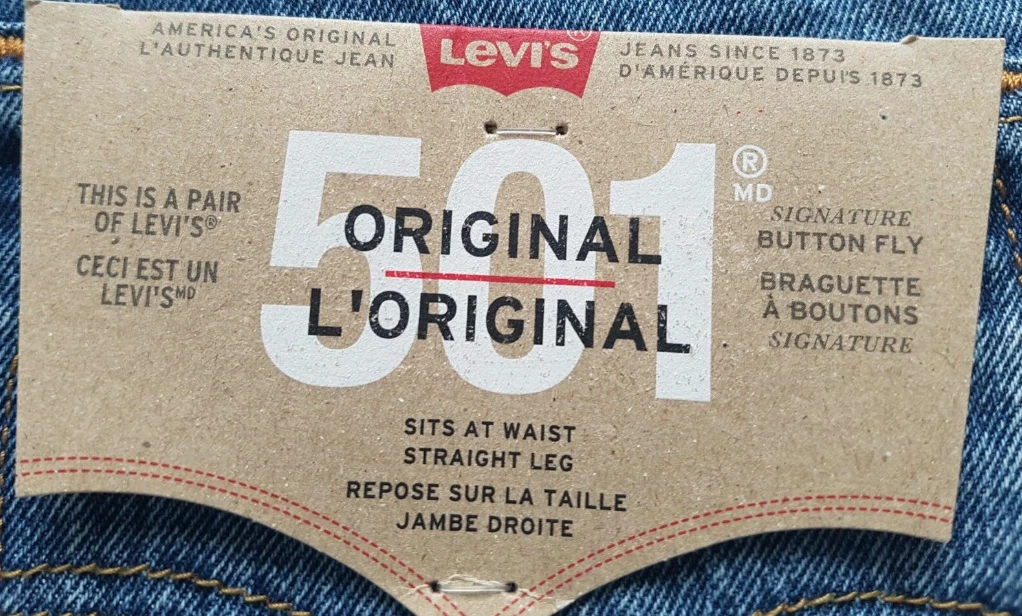 AMERICA'S ORIGINAL
L'AUTHENTIQUE JEAN
LEVI'S®
JEANS SINCE 1873
D'AMÉRIQUE DEPUIS 1873
501®
MD
THIS IS A PAIR
OF LEVI'S®
CECI EST UN
LEVI'S MD
ORIGINAL
L'ORIGINAL
SIGNATURE
BUTTON FLY
BRAGUETTE
À BOUTONS
SIGNATURE
SITS AT WAIST
STRAIGHT LEG
REPOSE SUR LA TAILLE
JAMBE DROITE